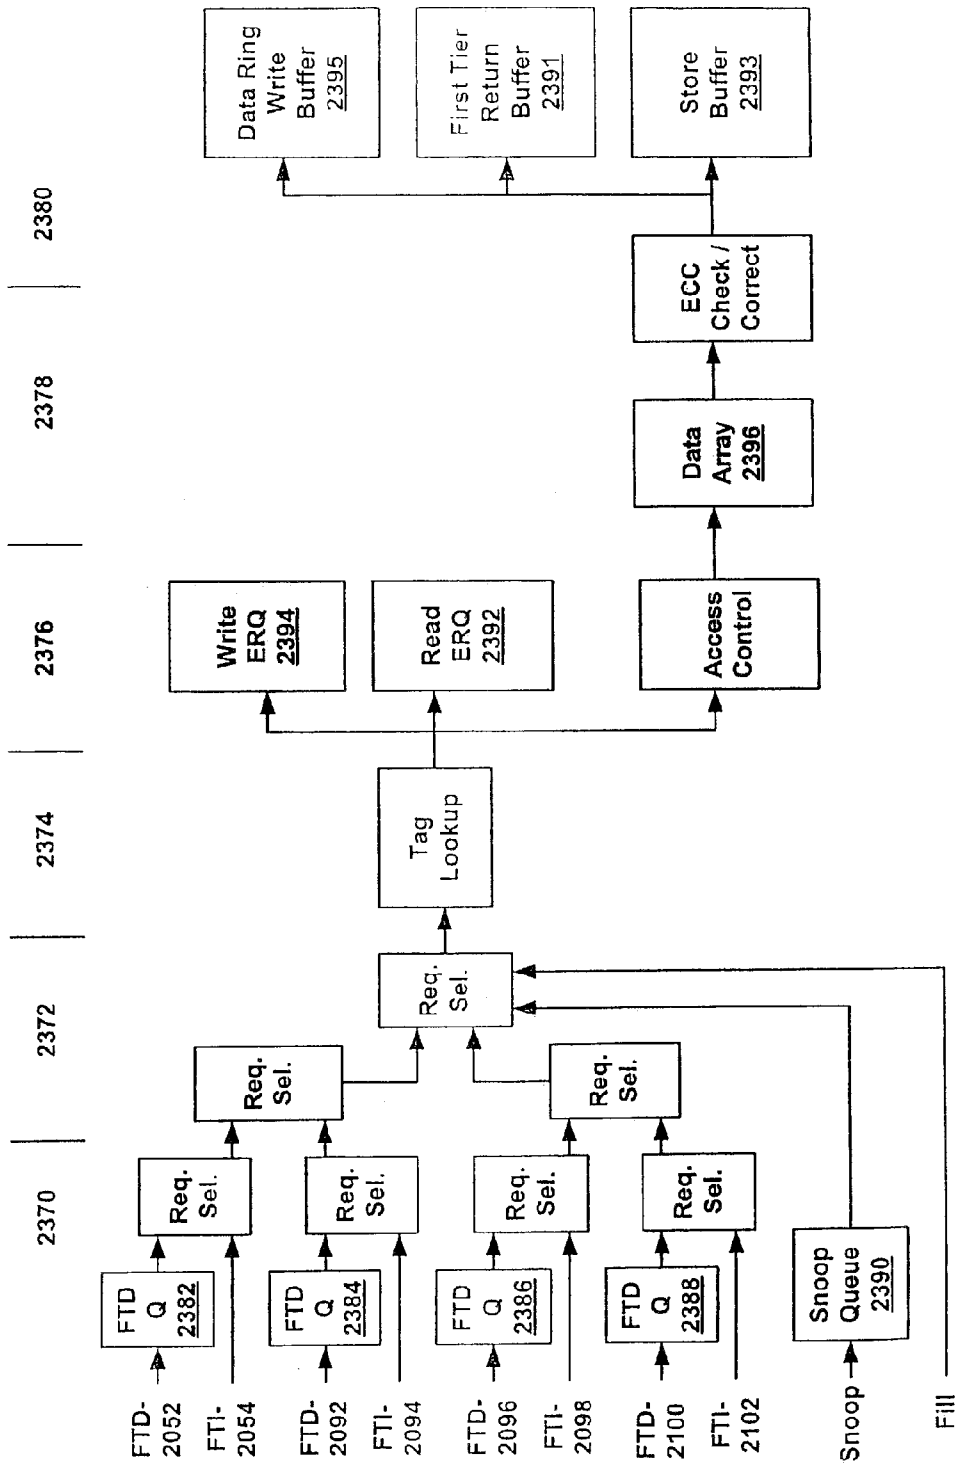 2370
2372
2374
2376
2378
2380
FTD-
2052
FTI-
2054
FTD-
2092
FTI-
2094
FTD-
2096
FTI-
2098
FTD-
2100
FTI-
2102
Snoop
Fill
FTD
Q
2382
FTD
Q
2384
FTD
Q
2386
FTD
Q
2388
Snoop
Queue
2390
Req.
Sel.
Req.
Sel.
Req.
Sel.
Req.
Sel.
Req.
Sel.
Req.
Sel.
Req.
Sel.
Tag
Lookup
Write
ERQ
2394
Read
ERQ
2392
Access
Control
Data
Array
2396
ECC
Check /
Correct
Data Ring
Write
Buffer
2395
First Tier
Return
Buffer
2391
Store
Buffer
2393